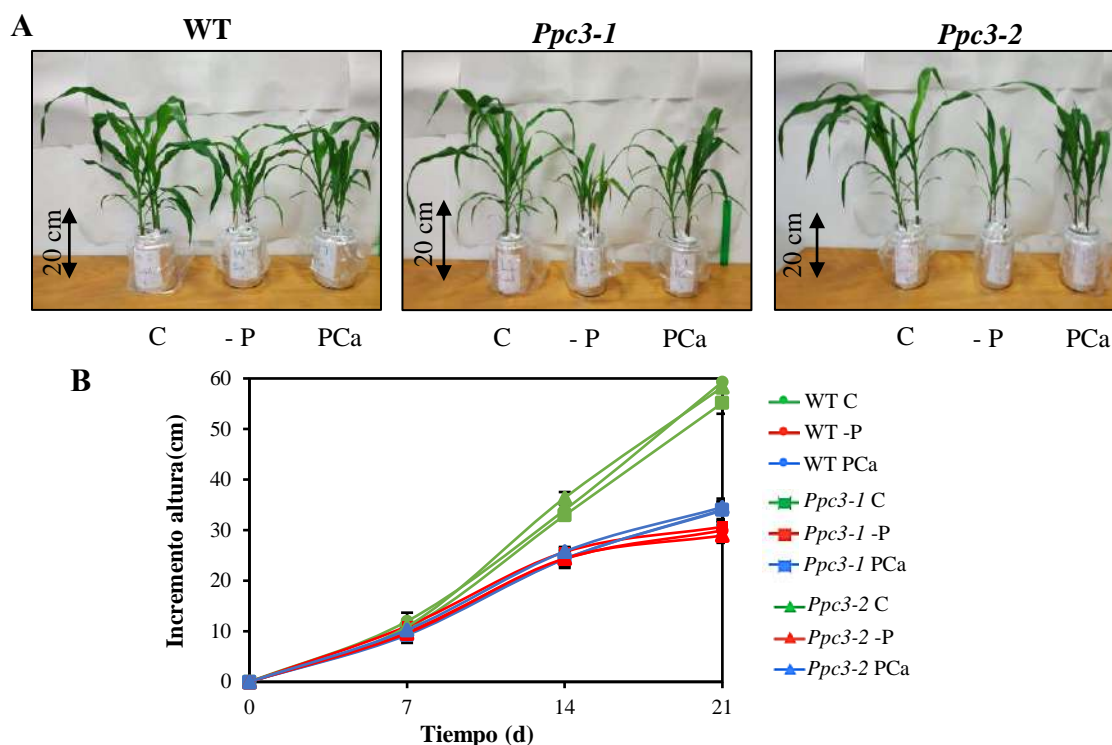 A
WT
Ppc3-1
Ppc3-2
20 cm
20 cm
20 cm
C - P PCa
C - P PCa
C - P PCa
B
Incremento altura(cm)
60
50
40
30
20
10
0
0 7 14 21
Tiempo (d)
WT C
WT -P
WT PCa
Ppc3-1 C
Ppc3-1 -P
Ppc3-1 PCa
Ppc3-2 C
Ppc3-2 -P
Ppc3-2 PCa